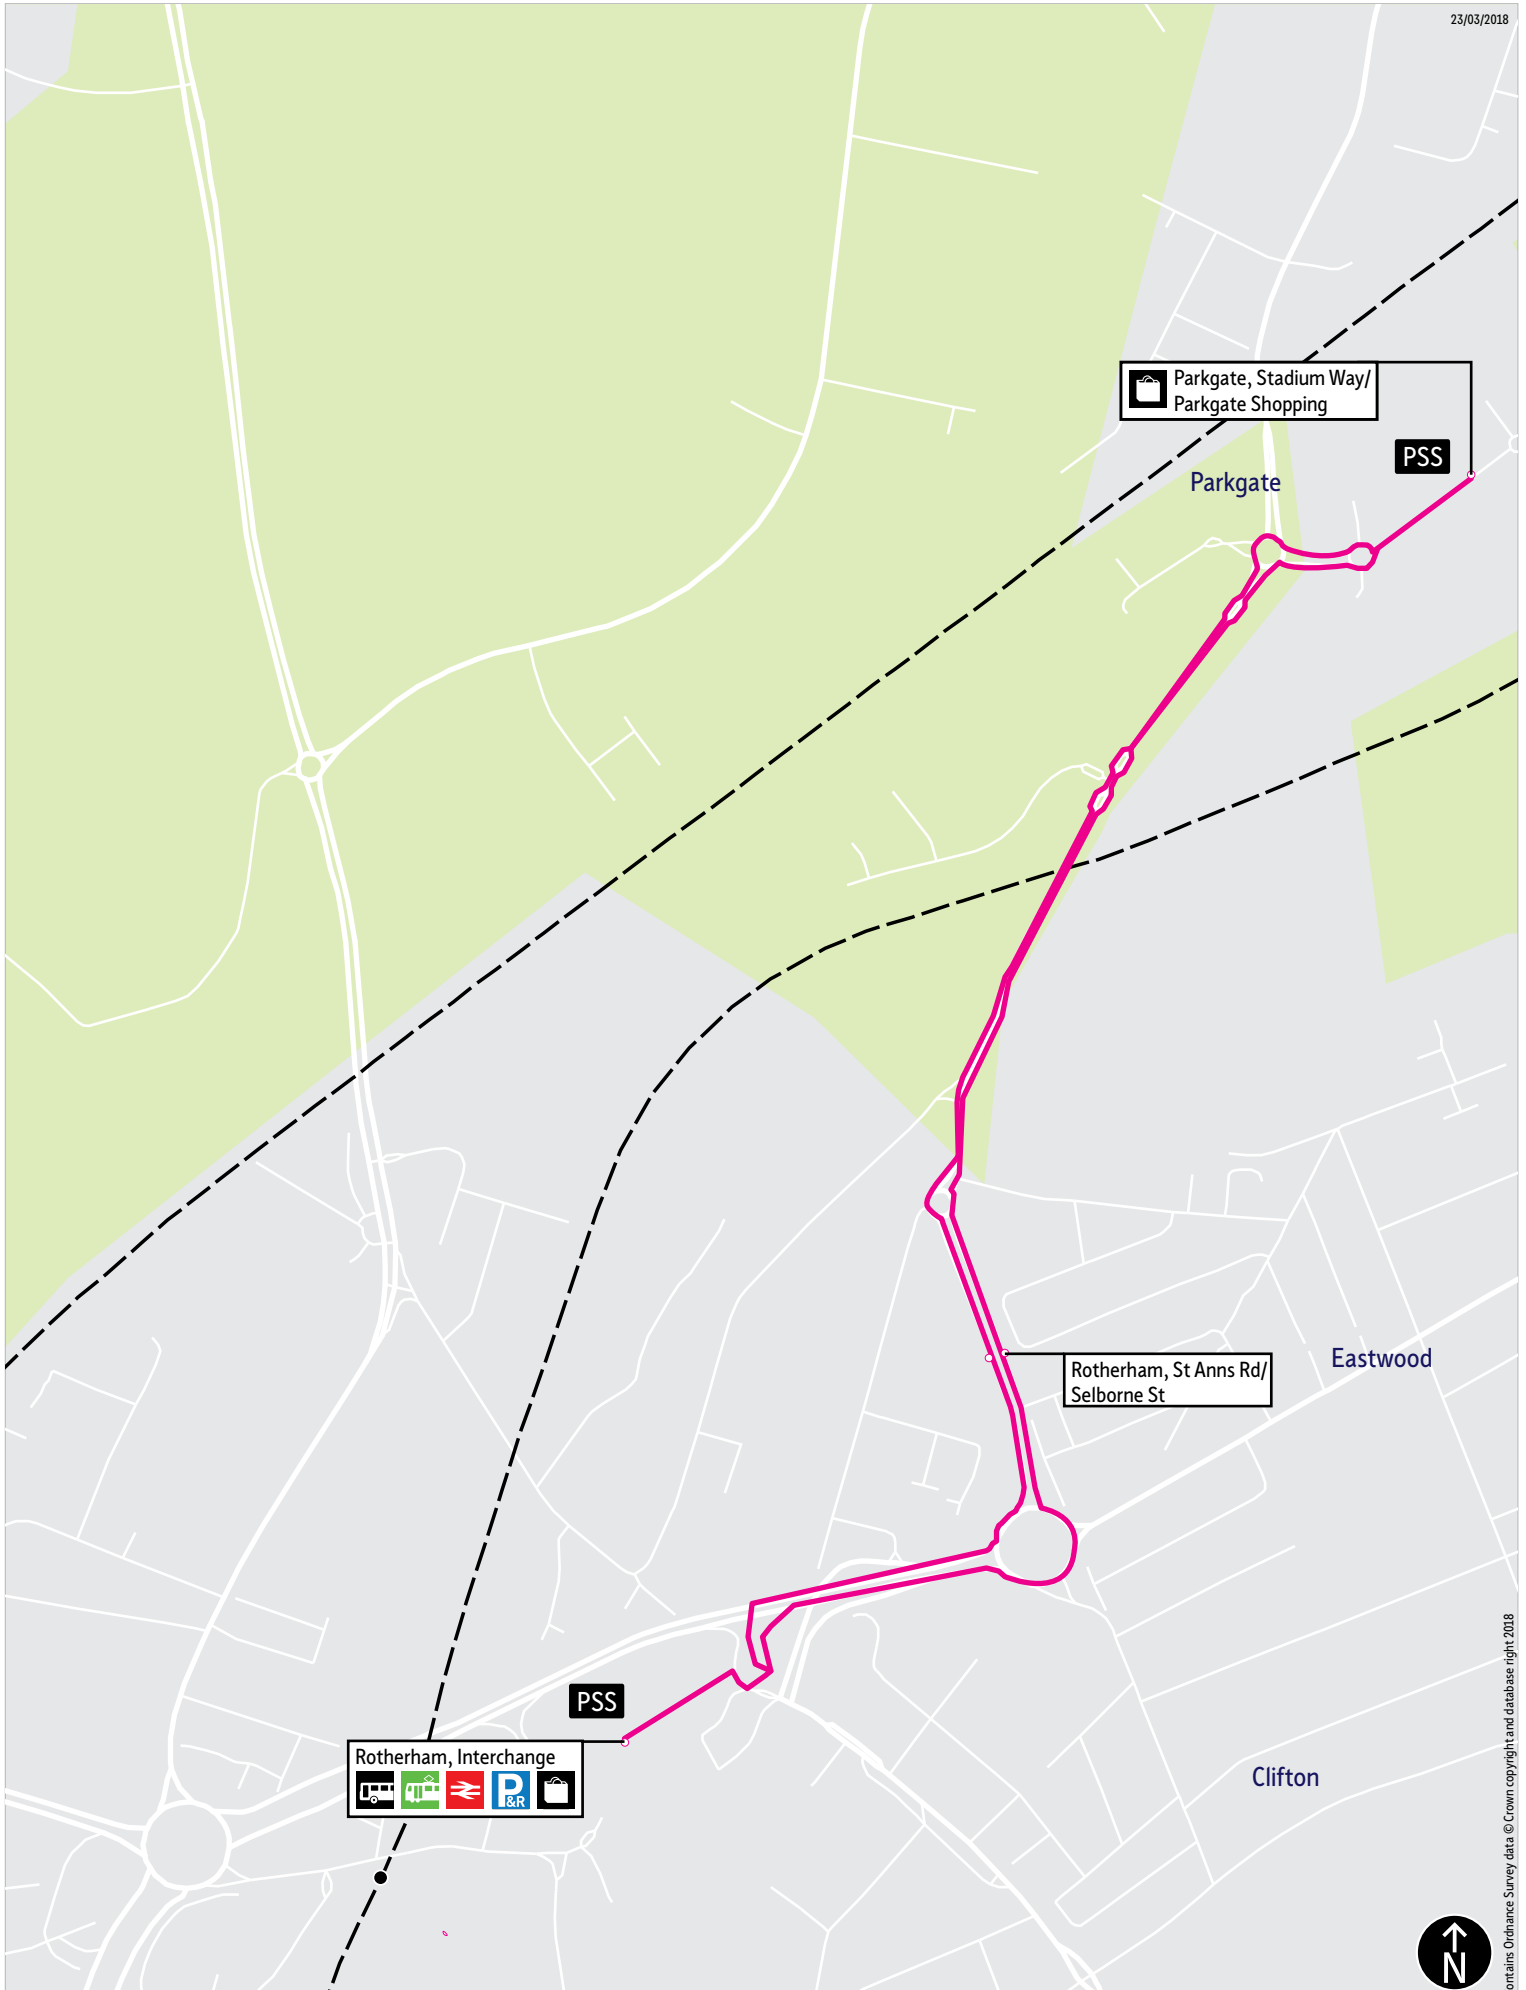 23/03/2018
Parkgate, Stadium Way/
Parkgate Shopping
PSS
Parkgate
Rotherham, St Anns Rd/
Selborne St
Eastwood
PSS
Rotherham, Interchange
P
&R
Clifton
N
ontains Ordnance Survey data © Crown copyright and database right 2018